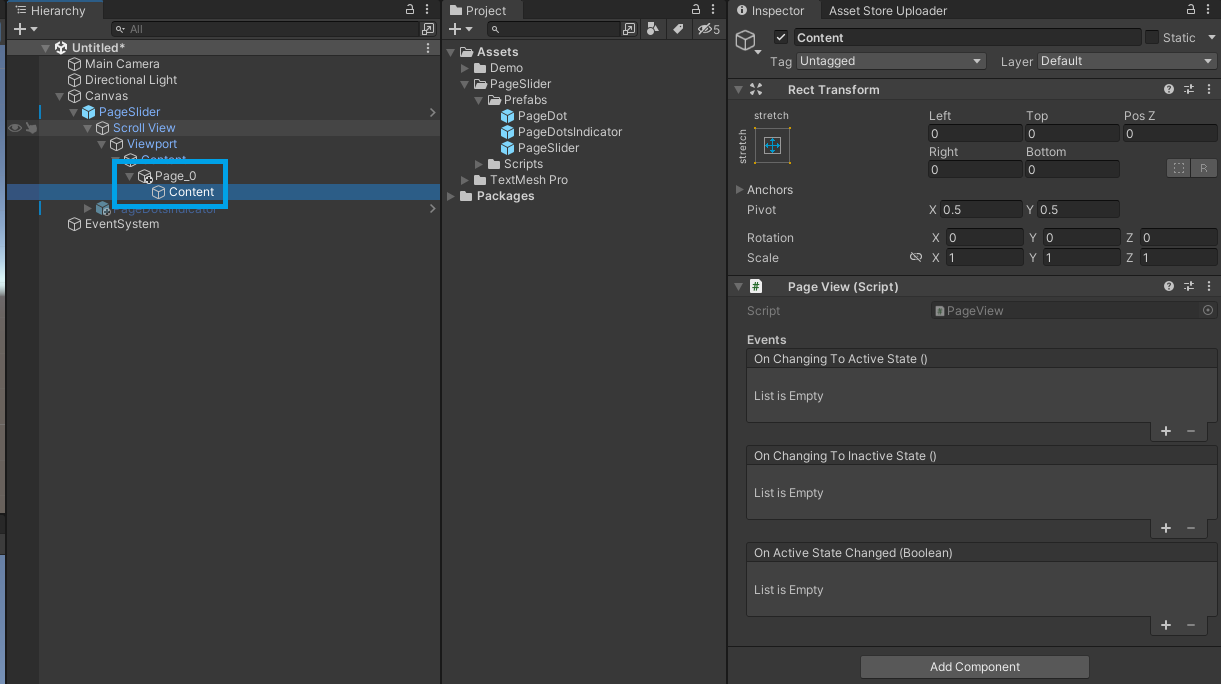 Hierarchy
All
Untitled*
Main Camera
Directional Light
Canvas
PageSlider
Scroll View
Viewport
Content
Page_0
Content
PageDotsIndicator
EventSystem
Project
5
Assets
Demo
PageSlider
Prefabs
PageDot
PageDotsIndicator
PageSlider
Scripts
TextMesh Pro
Packages
Inspector Asset Store Uploader
Content Static
Tag Untagged Layer Default
Rect Transform
stretch Left Top Pos Z
stretch 0 0 0
Right Bottom
0 0 R
Anchors
Pivot X 0.5 Y 0.5
Rotation X 0 Y 0 Z 0
Scale X 1 Y 1 Z 1
# Page View (Script)
Script # PageView
Events
On Changing To Active State ()
List is Empty
+ −
On Changing To Inactive State ()
List is Empty
+ −
On Active State Changed (Boolean)
List is Empty
+ −
Add Component